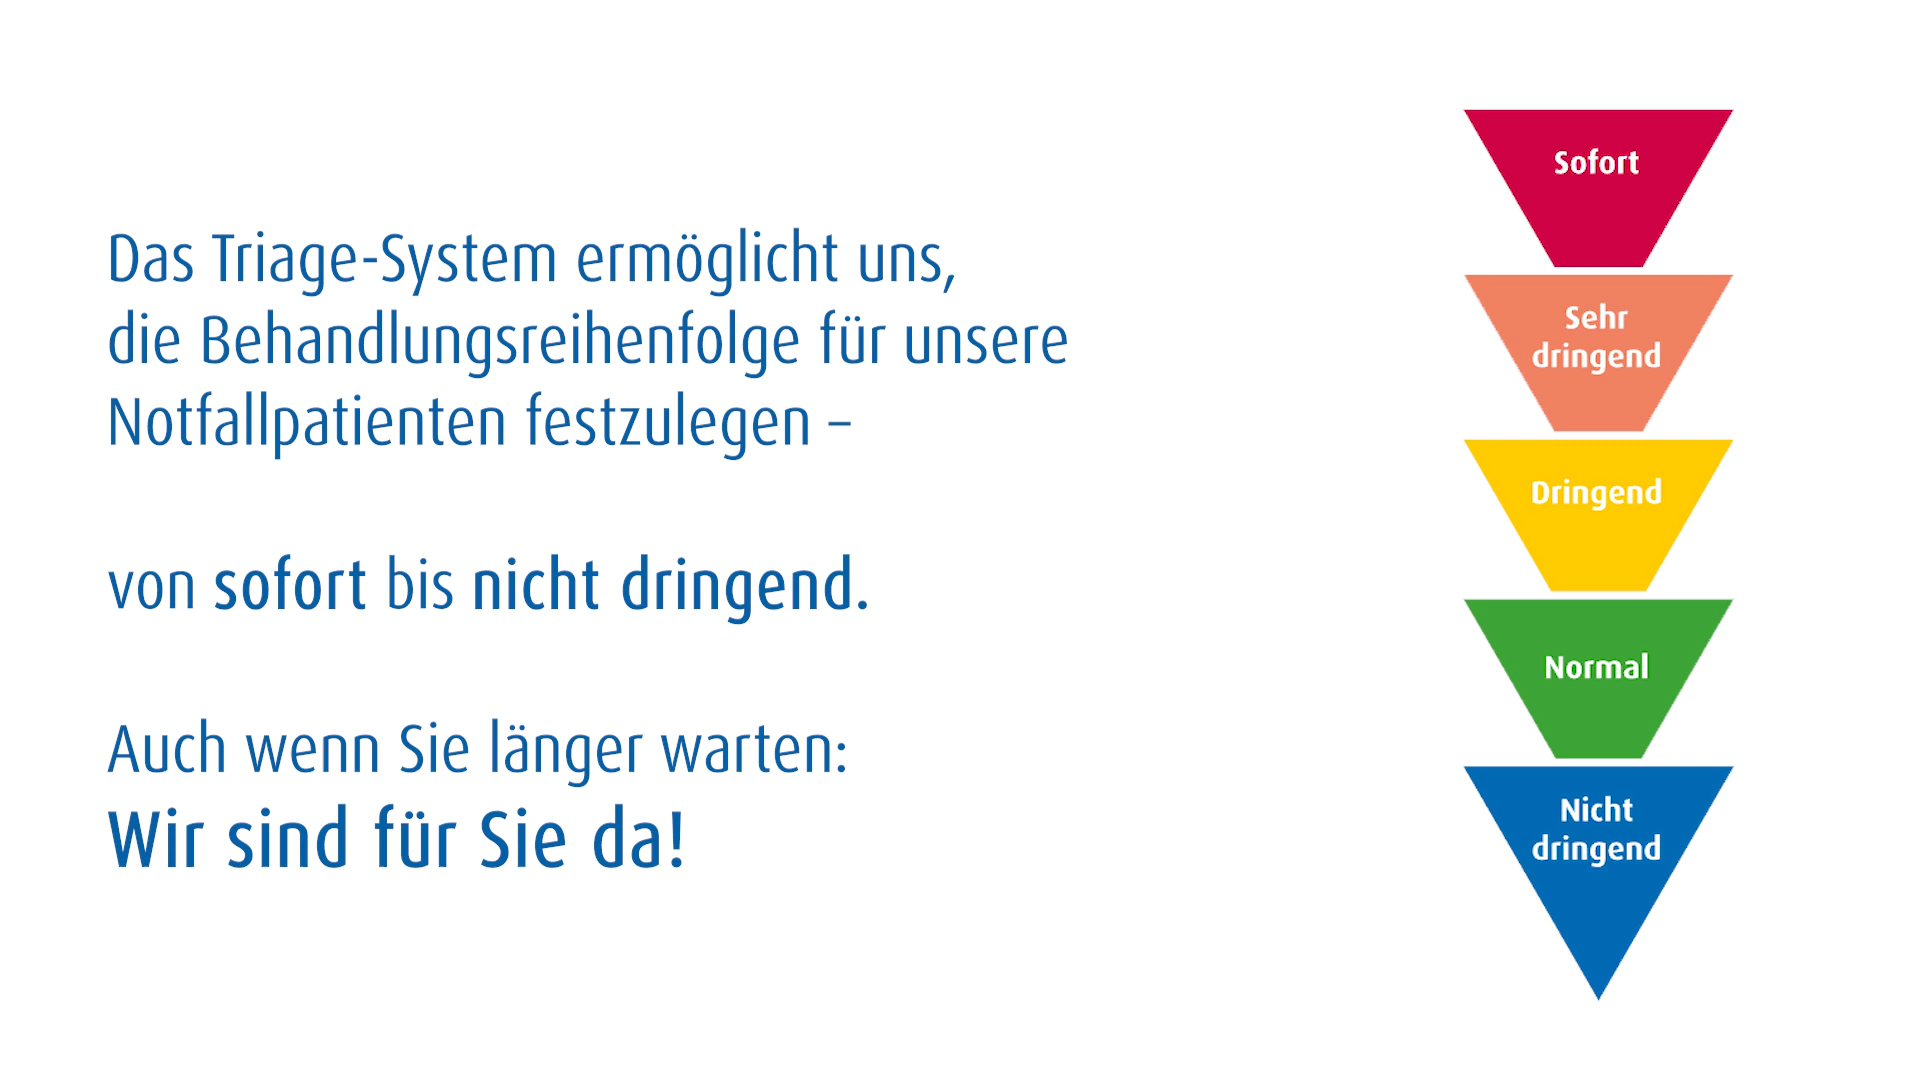 Das Triage-System ermöglicht uns,
die Behandlungsreihenfolge für unsere
Notfallpatienten festzulegen –
von sofort bis nicht dringend.
Auch wenn Sie länger warten:
Wir sind für Sie da!
Sofort
Sehr
dringend
Dringend
Normal
Nicht
dringend